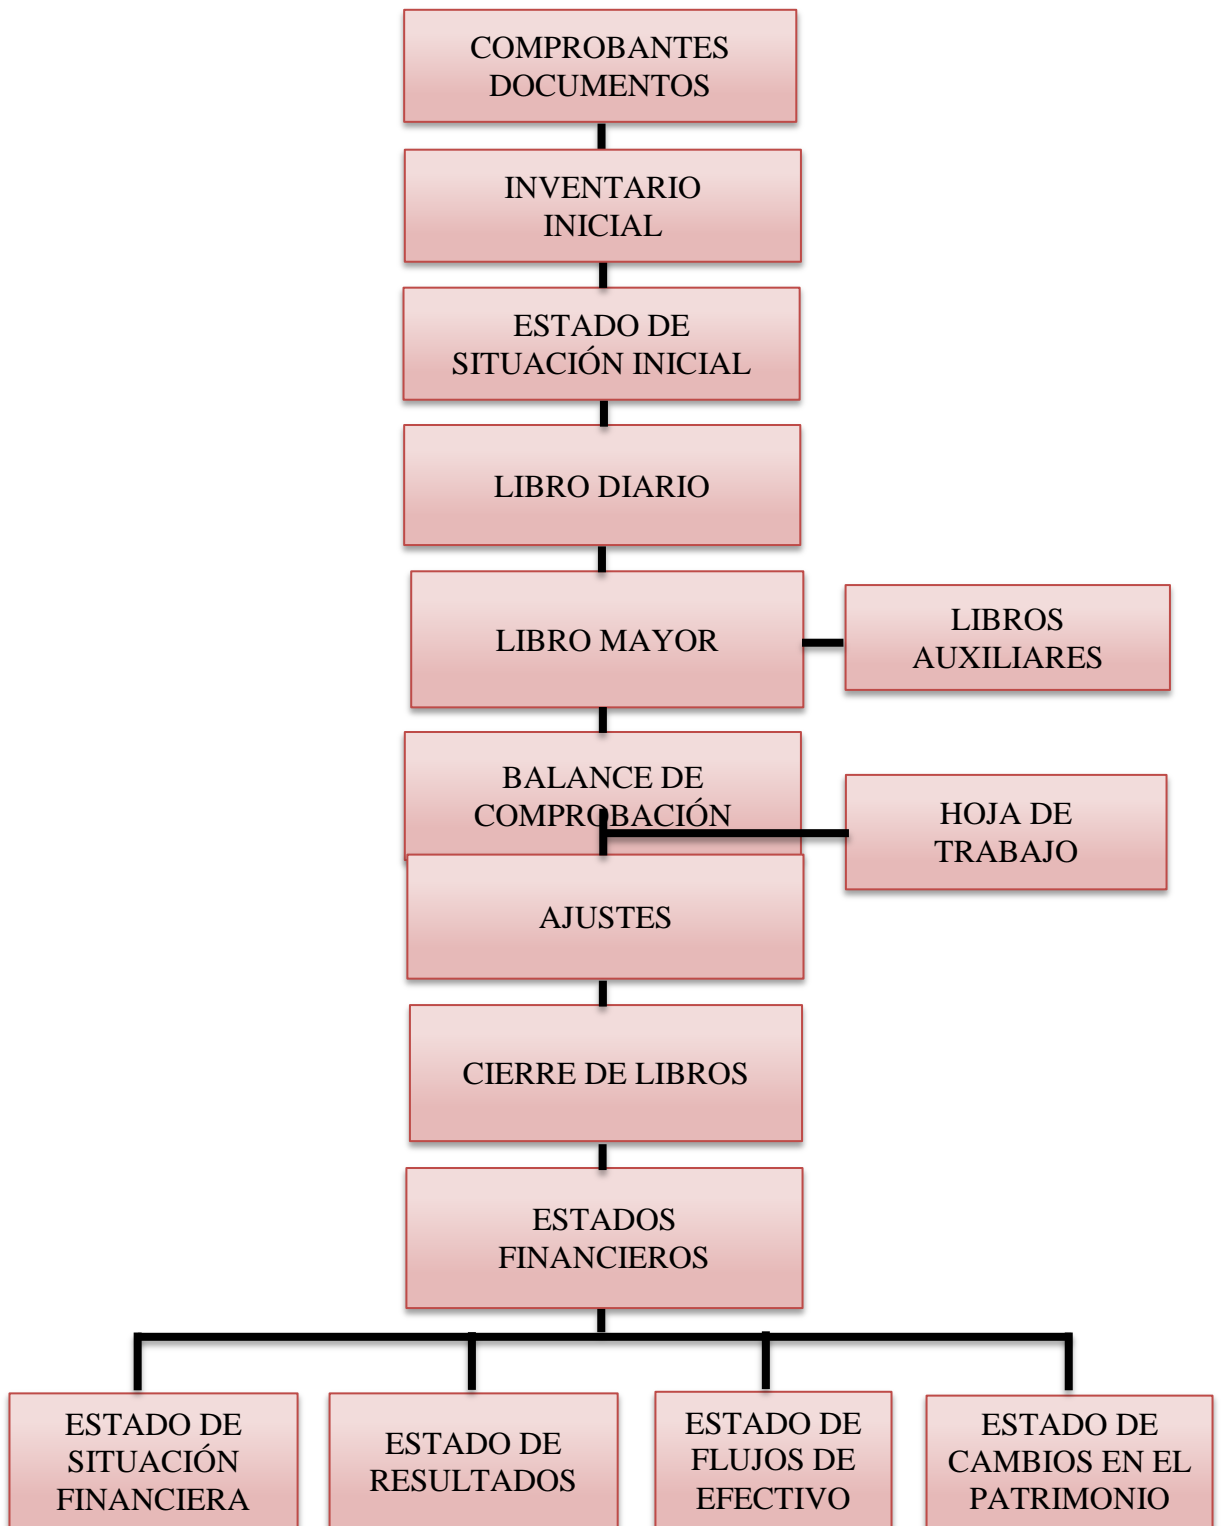 COMPROBANTES
DOCUMENTOS
INVENTARIO
INICIAL
ESTADO DE
SITUACIÓN INICIAL
LIBRO DIARIO
LIBRO MAYOR
LIBROS
AUXILIARES
BALANCE DE
COMPROBACIÓN
HOJA DE
TRABAJO
AJUSTES
CIERRE DE LIBROS
ESTADOS
FINANCIEROS
ESTADO DE
SITUACIÓN
FINANCIERA
ESTADO DE
RESULTADOS
ESTADO DE
FLUJOS DE
EFECTIVO
ESTADO DE
CAMBIOS EN EL
PATRIMONIO